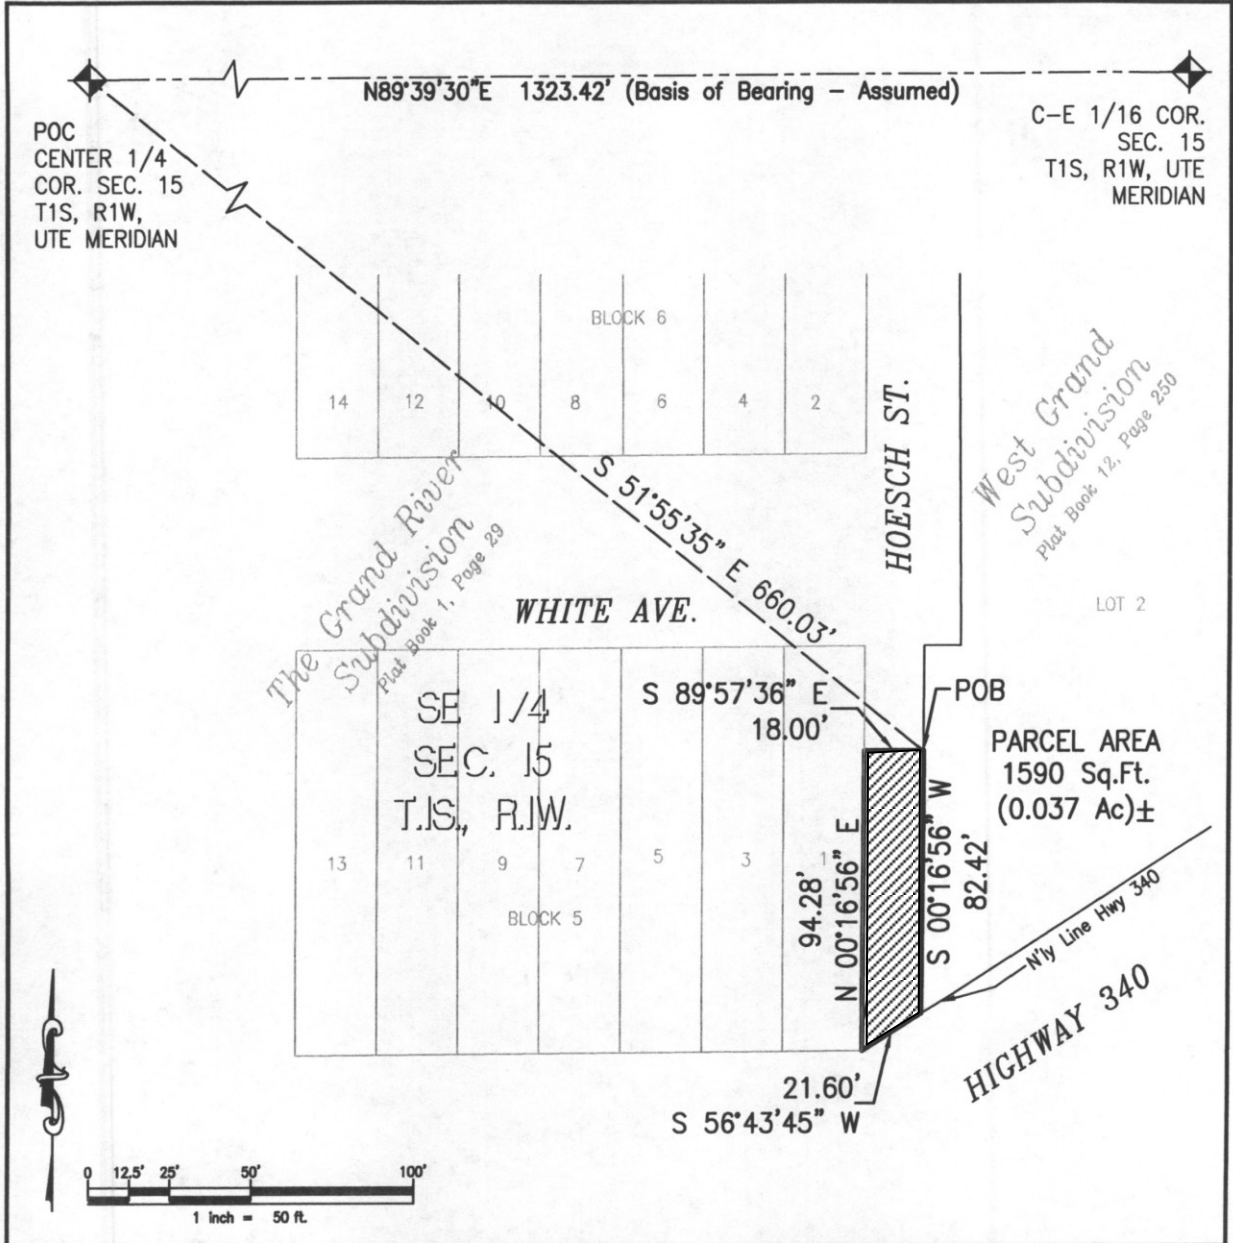 N89°39'30"E 1323.42' (Basis of Bearing - Assumed)
POC
CENTER 1/4
COR. SEC. 15
T1S, R1W,
UTE MERIDIAN
C-E 1/16 COR.
SEC. 15
T1S, R1W, UTE
MERIDIAN
BLOCK 6
14 12 10 8 6 4 2
HOESCH ST.
West Grand
Subdivision
Plat Book 12, Page 250
LOT 2
S 51°55'35" E 660.03'
The Grand River
Subdivision
Plat Book 1, Page 29
WHITE AVE.
SE 1/4
SEC. 15
T.1S., R.1W.
S 89°57'36" E
18.00'
POB
PARCEL AREA
1590 Sq.Ft.
(0.037 Ac)±
13 11 9 7 5 3 1
BLOCK 5
94.28'
N 00°16'56" E
S 00°16'56" W
82.42'
N'ly Line Hwy 340
HIGHWAY 340
21.60'
S 56°43'45" W
0 12.5' 25' 50' 100'
1 inch = 50 ft.